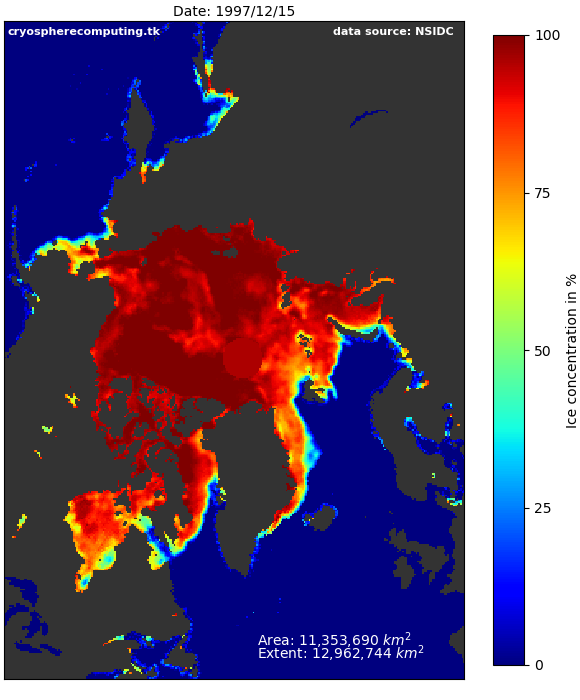 Date: 1997/12/15
cryospherecomputing.tk data source: NSIDC
100
75
50
25
0
Ice concentration in %
Area: 11,353,690 km²
Extent: 12,962,744 km²